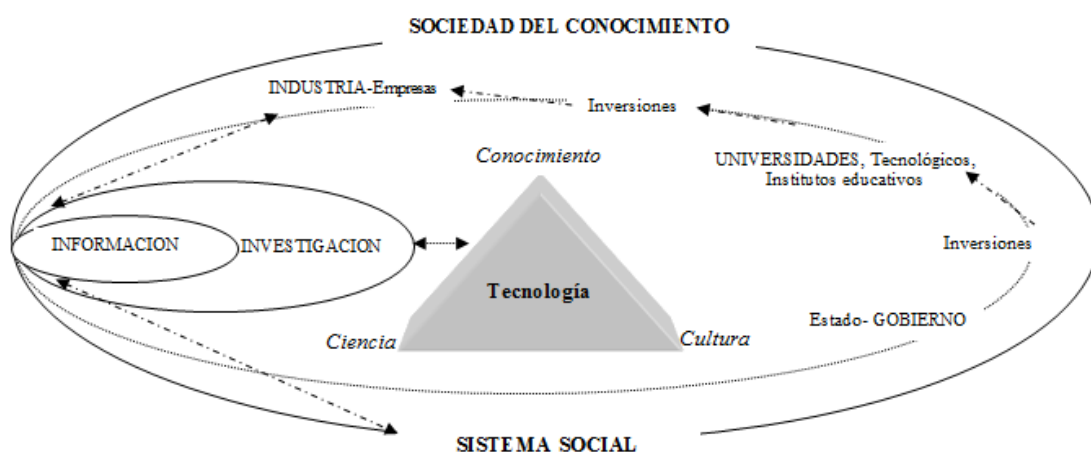 SOCIEDAD DEL CONOCIMIENTO
INDUSTRIA-Empresas
Inversiones
Conocimiento
UNIVERSIDADES, Tecnológicos,
Institutos educativos
INFORMACION
INVESTIGACION
Inversiones
Tecnología
Estado- GOBIERNO
Ciencia
Cultura
SISTEMA SOCIAL